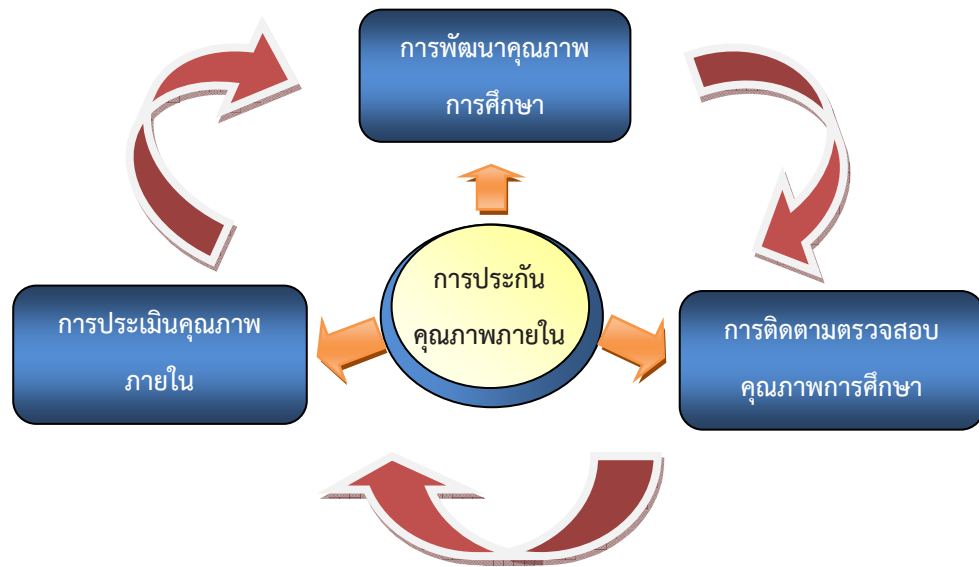 การพัฒนาคุณภาพ
การศึกษา
การประกัน
คุณภาพภายใน
การประเมินคุณภาพ
ภายใน
การติดตามตรวจสอบ
คุณภาพการศึกษา